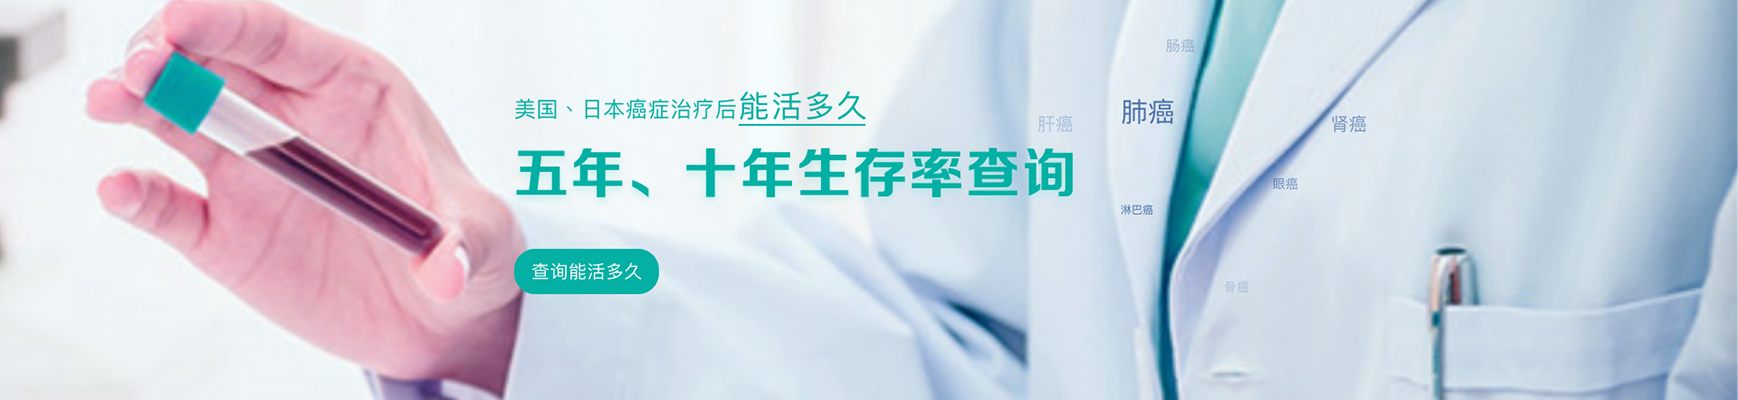 美国、日本癌症治疗后能活多久
五年、十年生存率查询
查询能活多久
肠癌
肺癌
肝癌
肾癌
眼癌
淋巴癌
骨癌